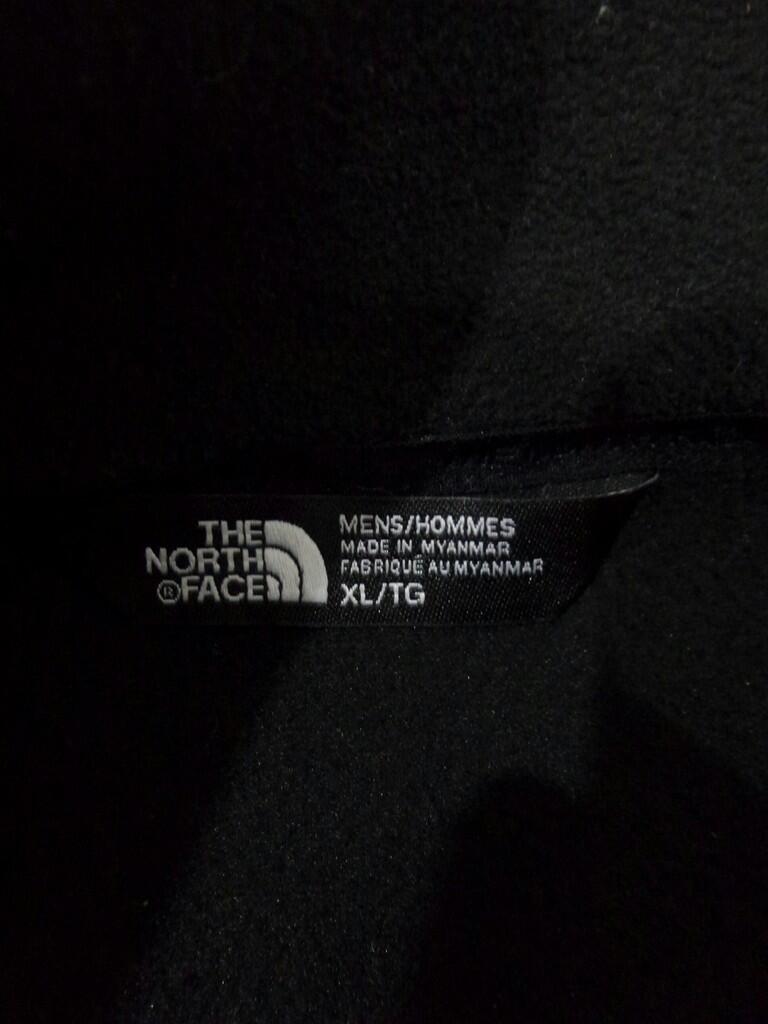 THE
NORTH
®FACE
MENS/HOMMES
MADE IN MYANMAR
FABRIQUÉ AU MYANMAR
XL/TG